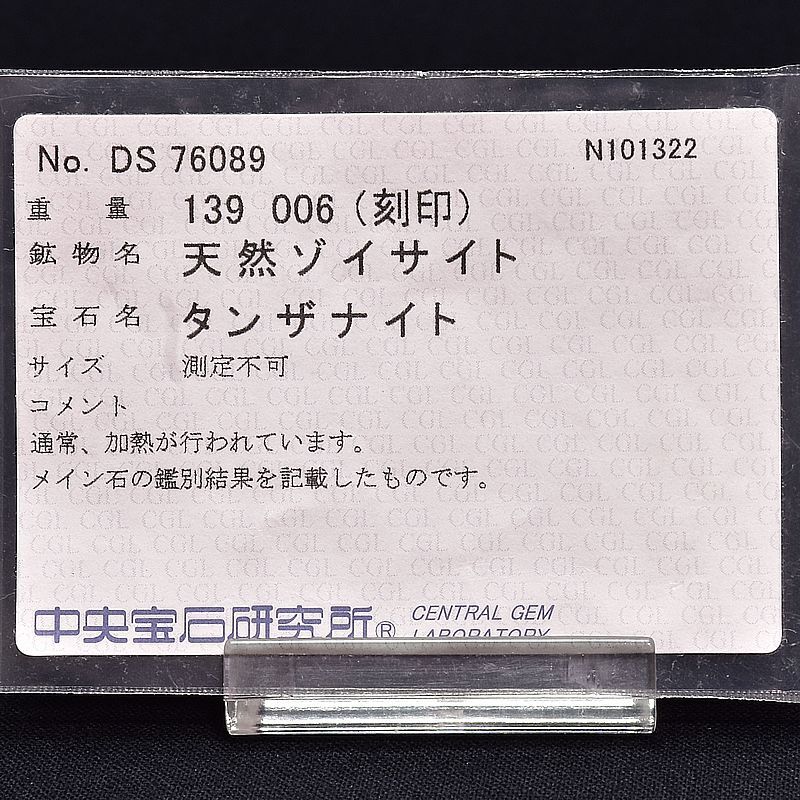 No. DS 76089 N101322
重 量 139 006 (刻印)
鉱物名 天然ゾイサイト
宝石名 タンザナイト
サイズ 測定不可
コメント
通常、加熱が行われています。
メイン石の鑑別結果を記載したものです。
中央宝石研究所® CENTRAL GEM
LABORATORY